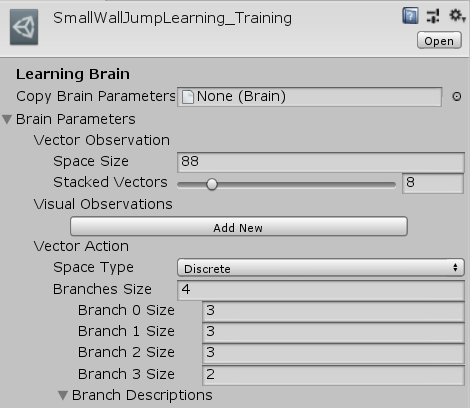 SmallWallJumpLearning_Training
Open
Learning Brain
Copy Brain Parameters None (Brain)
Brain Parameters
Vector Observation
Space Size 88
Stacked Vectors 8
Visual Observations
Add New
Vector Action
Space Type Discrete
Branches Size 4
Branch 0 Size 3
Branch 1 Size 3
Branch 2 Size 3
Branch 3 Size 2
Branch Descriptions